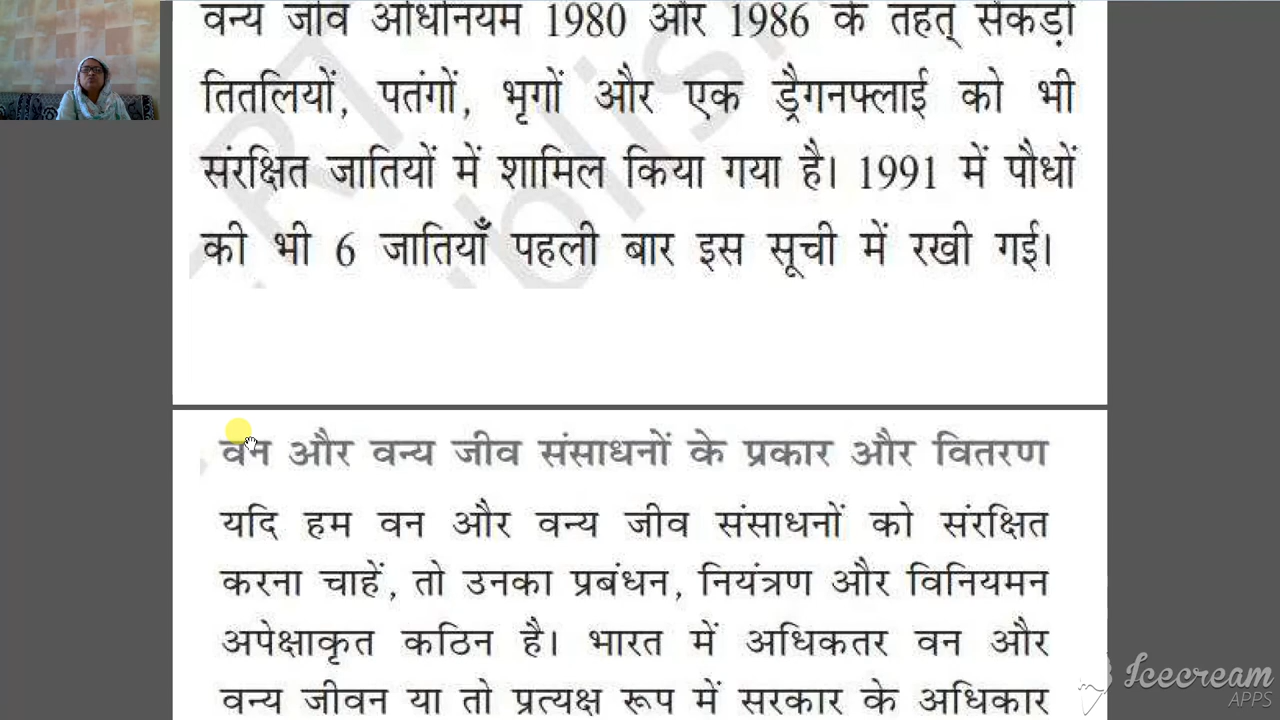 वन्य जीव अधिनियम 1980 और 1986 के तहत् सैकड़ों
तितलियों, पतंगों, भृगों और एक ड्रैगनफ्लाई को भी
संरक्षित जातियों में शामिल किया गया है। 1991 में पौधों
की भी 6 जातियाँ पहली बार इस सूची में रखी गई।
वन और वन्य जीव संसाधनों के प्रकार और वितरण
यदि हम वन और वन्य जीव संसाधनों को संरक्षित
करना चाहें, तो उनका प्रबंधन, नियंत्रण और विनियमन
अपेक्षाकृत कठिन है। भारत में अधिकतर वन और
वन्य जीवन या तो प्रत्यक्ष रूप में सरकार के अधिकार
Icecream
APPS